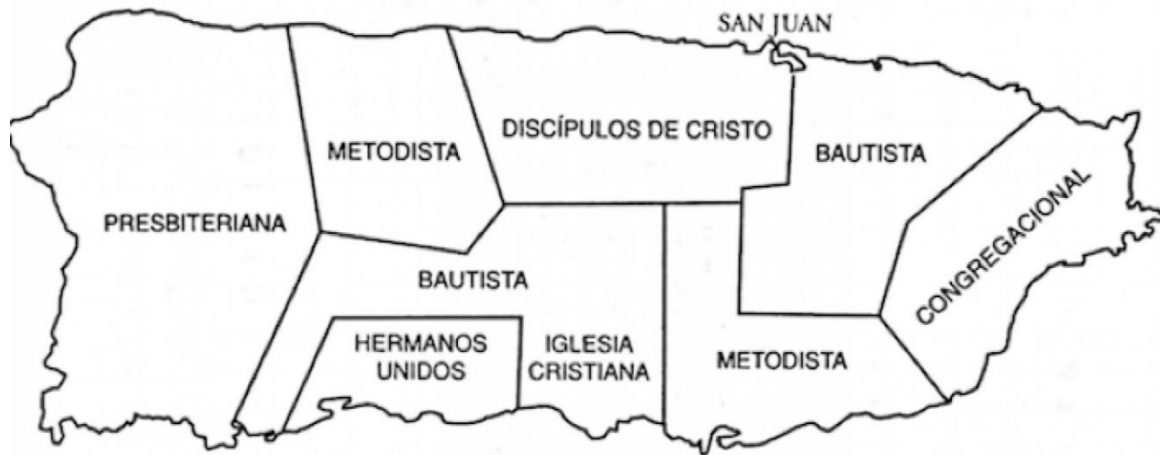 SAN JUAN
DISCÍPULOS DE CRISTO
METODISTA
BAUTISTA
PRESBITERIANA
CONGREGACIONAL
BAUTISTA
HERMANOS
UNIDOS
IGLESIA
CRISTIANA
METODISTA